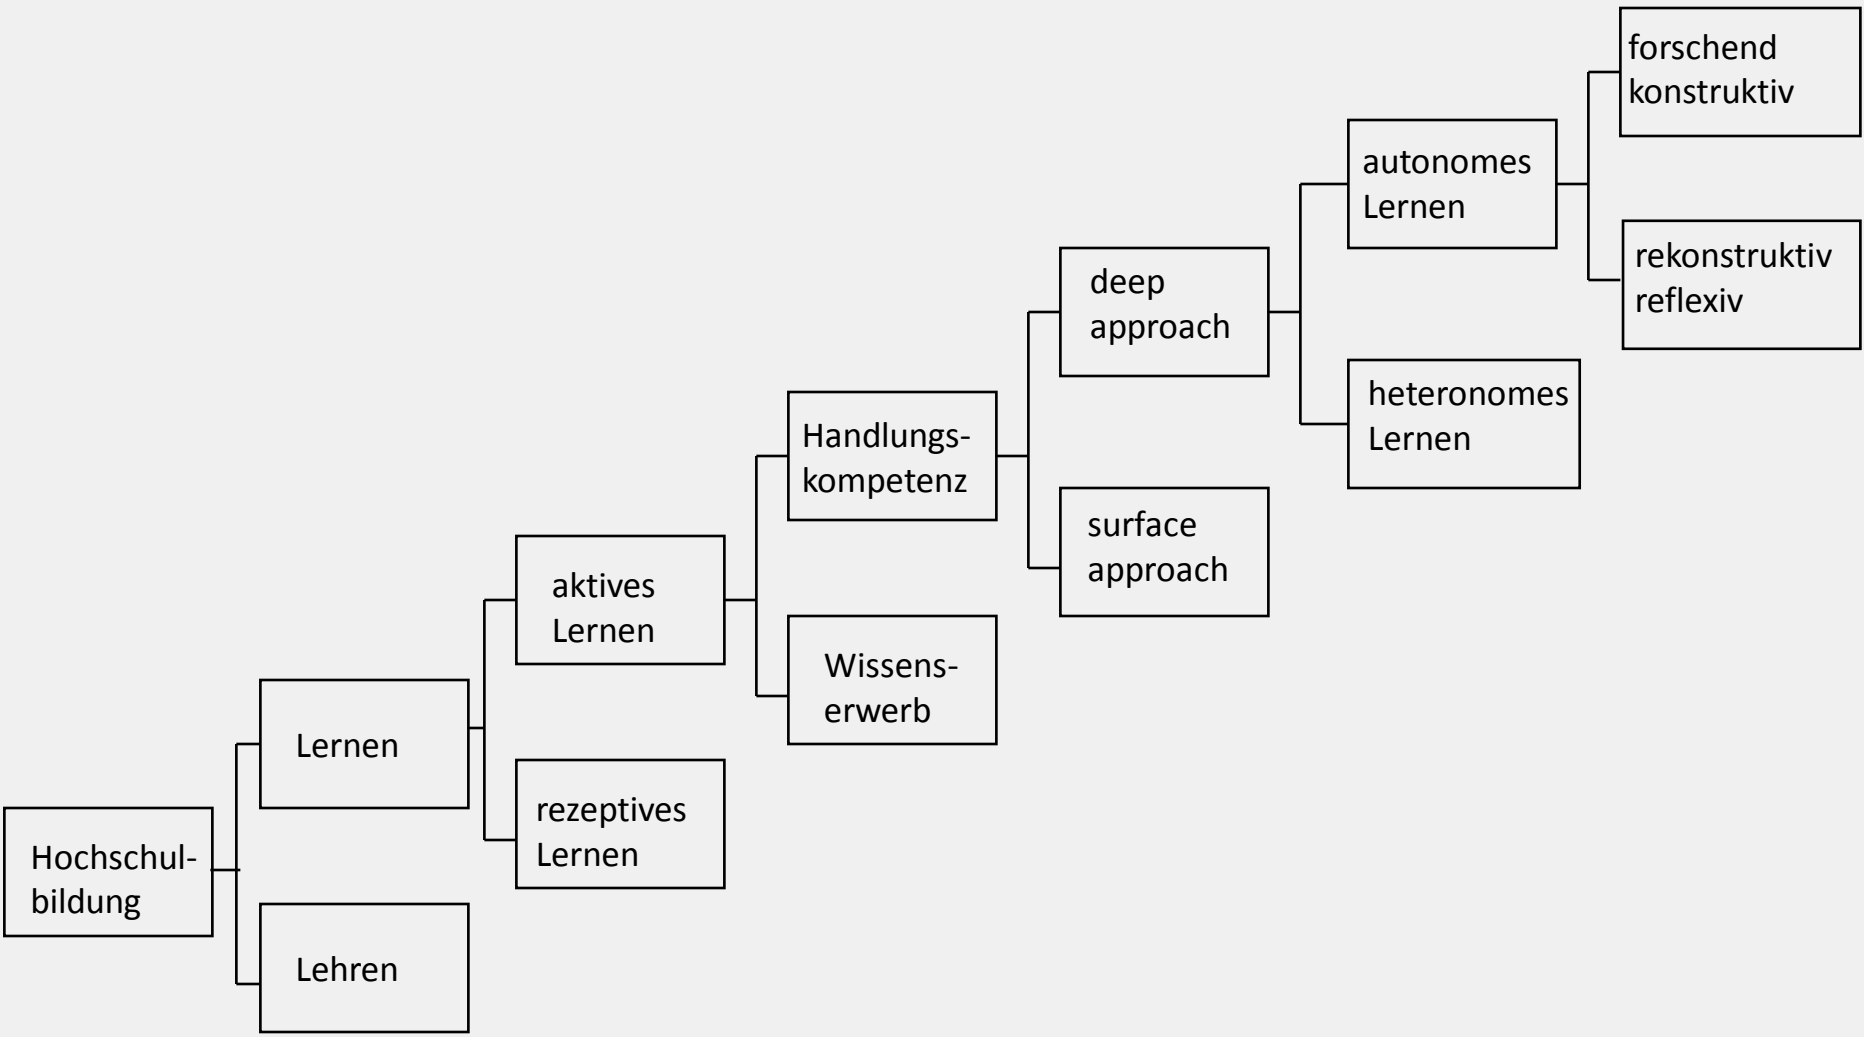 forschend
konstruktiv
autonomes
Lernen
rekonstruktiv
reflexiv
deep
approach
heteronomes
Lernen
Handlungs-
kompetenz
surface
approach
aktives
Lernen
Wissens-
erwerb
Lernen
rezeptives
Lernen
Hochschul-
bildung
Lehren